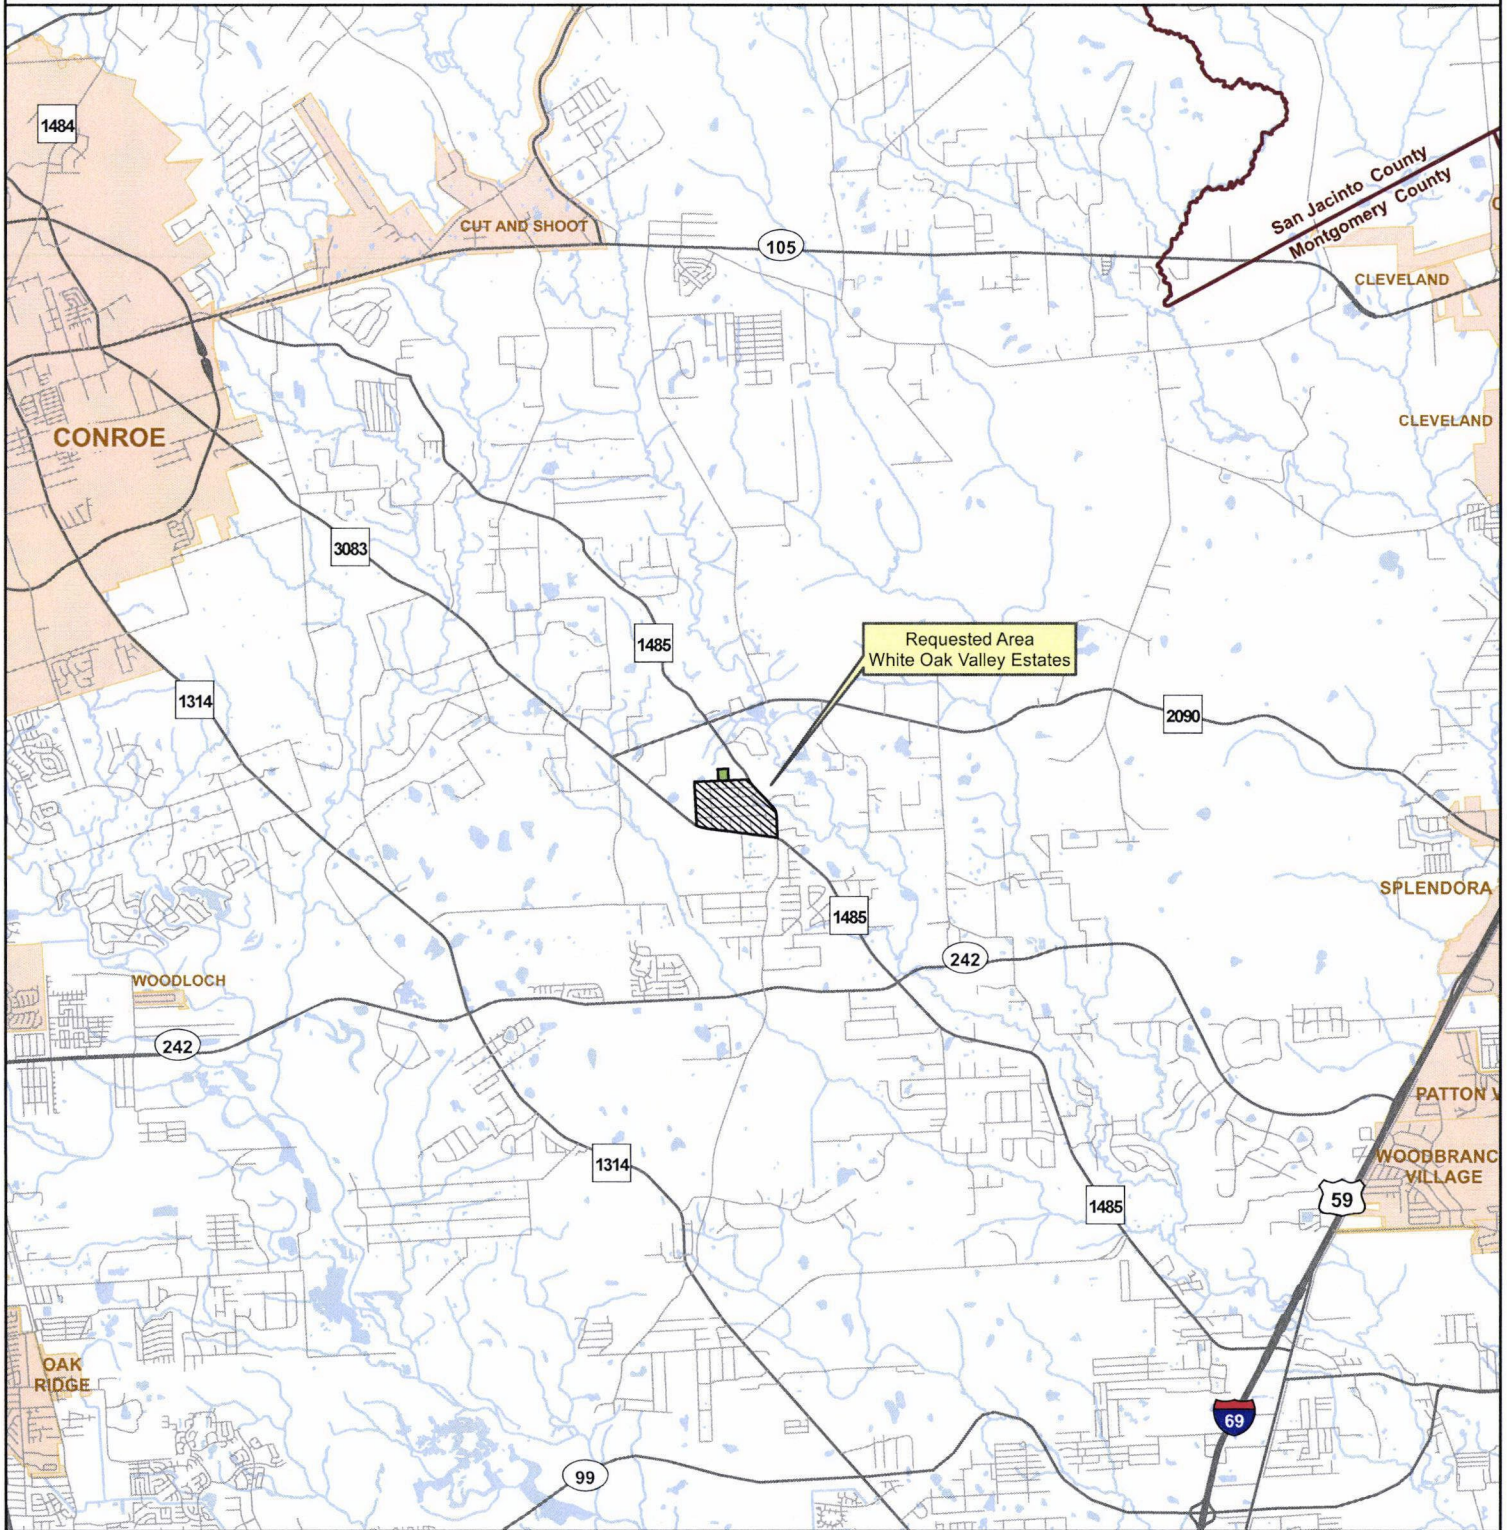 1484
San Jacinto County
Montgomery County
CUT AND SHOOT
105
CLEVELAND
CLEVELAND
CONROE
3083
Requested Area
White Oak Valley Estates
1485
1314
2090
SPLENDORA
1485
242
WOODLOCH
242
PATTON V
WOODBRANC
VILLAGE
1314
59
1485
OAK
RIDGE
69
99